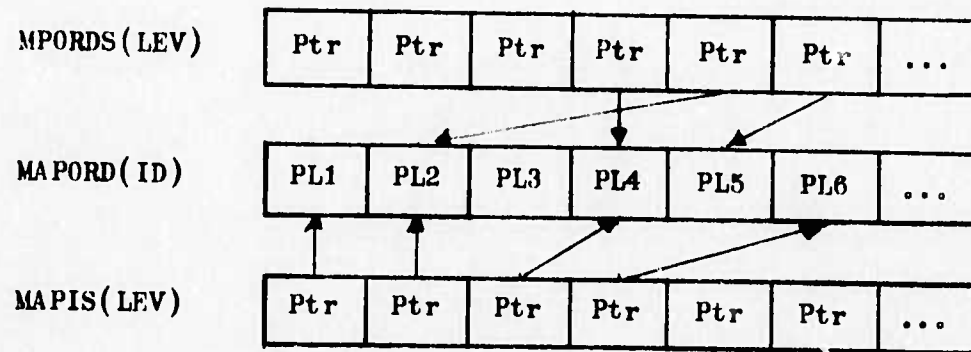 MPORDS(LEV) Ptr Ptr Ptr Ptr Ptr Ptr ...
MAPORD(ID) PL1 PL2 PL3 PL4 PL5 PL6 ...
MAPIS(LEV) Ptr Ptr Ptr Ptr Ptr Ptr ...